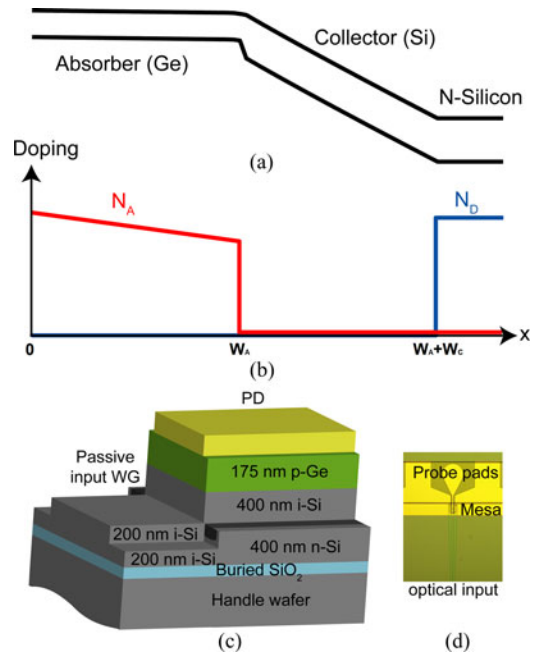 Absorber (Ge)
Collector (Si)
N-Silicon
(a)
Doping
N_A
N_D
0
W_A
W_A+W_C
x
(b)
PD
Passive
input WG
175 nm p-Ge
400 nm i-Si
200 nm i-Si
200 nm i-Si
400 nm n-Si
Buried SiO₂
Handle wafer
(c)
Probe pads
Mesa
optical input
(d)